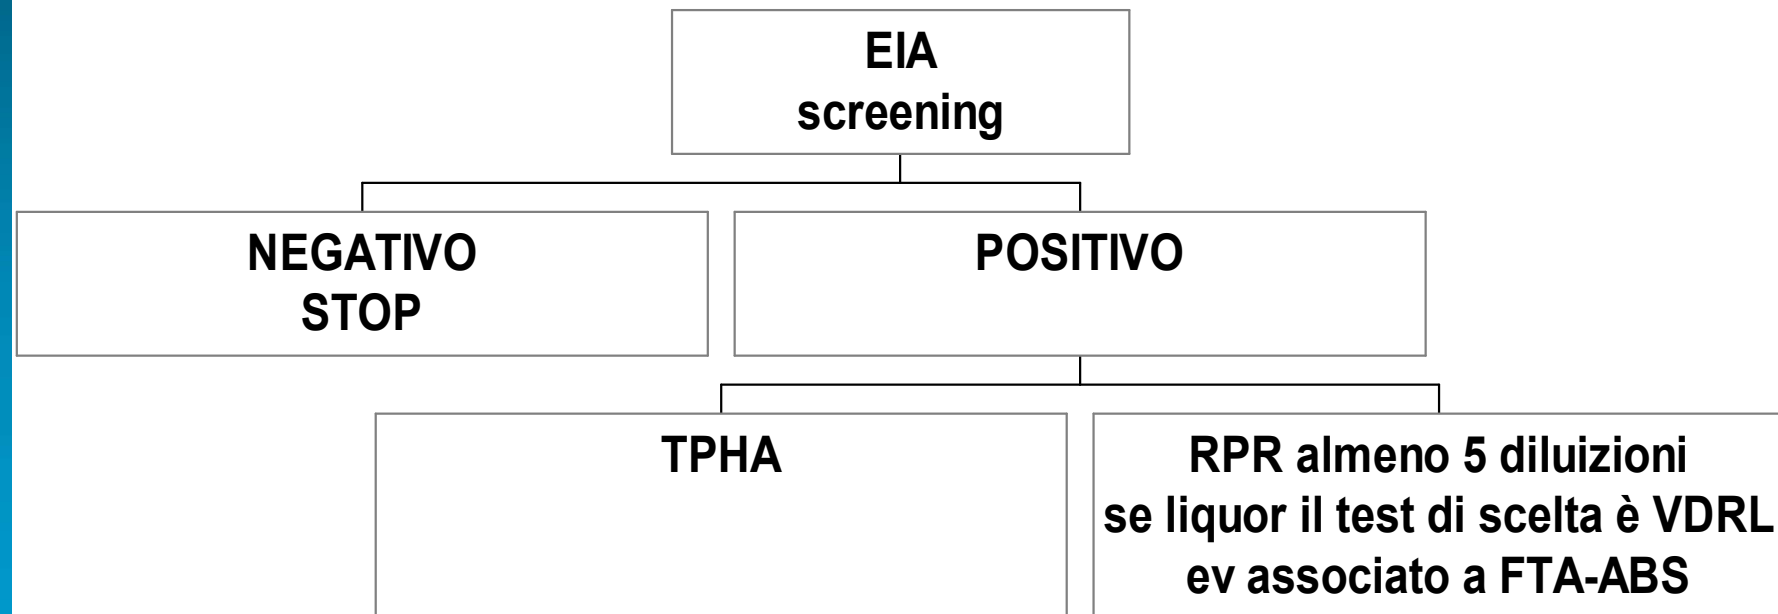 EIA
screening
NEGATIVO
STOP
POSITIVO
TPHA
RPR almeno 5 diluizioni
se liquor il test di scelta è VDRL
ev associato a FTA-ABS